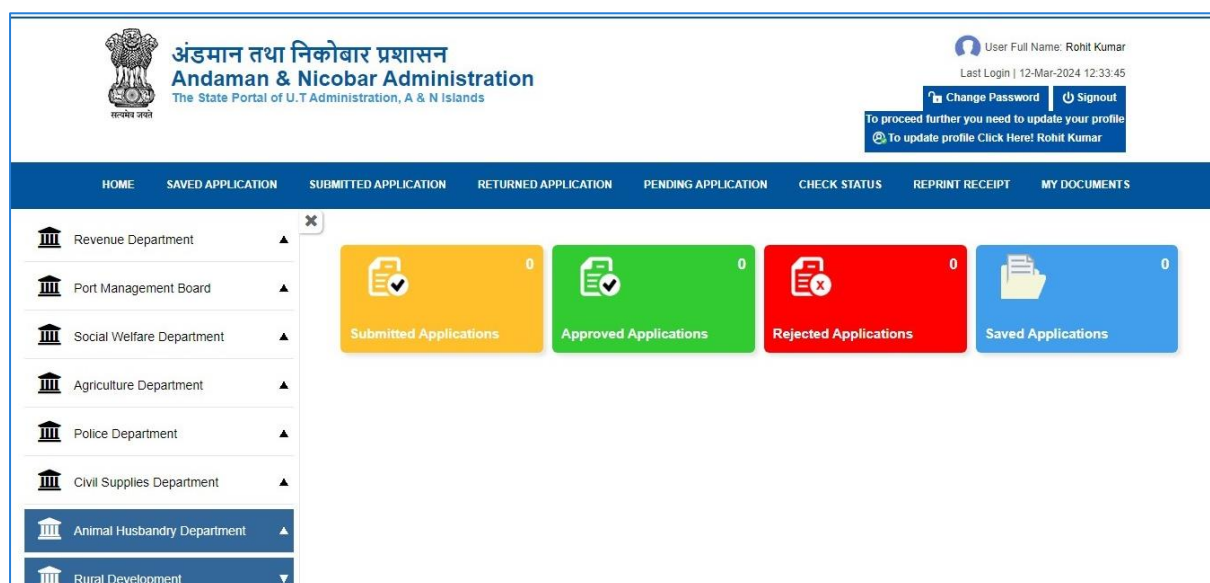 अंडमान तथा निकोबार प्रशासन
Andaman & Nicobar Administration
The State Portal of U.T Administration, A & N Islands
सत्यमेव जयते
User Full Name: Rohit Kumar
Last Login | 12-Mar-2024 12:33:45
Change Password Signout
To proceed further you need to update your profile
To update profile Click Here! Rohit Kumar
HOME SAVED APPLICATION SUBMITTED APPLICATION RETURNED APPLICATION PENDING APPLICATION CHECK STATUS REPRINT RECEIPT MY DOCUMENTS
Revenue Department
Port Management Board
Social Welfare Department
Agriculture Department
Police Department
Civil Supplies Department
Animal Husbandry Department
Rural Development
0
Submitted Applications
0
Approved Applications
0
Rejected Applications
0
Saved Applications